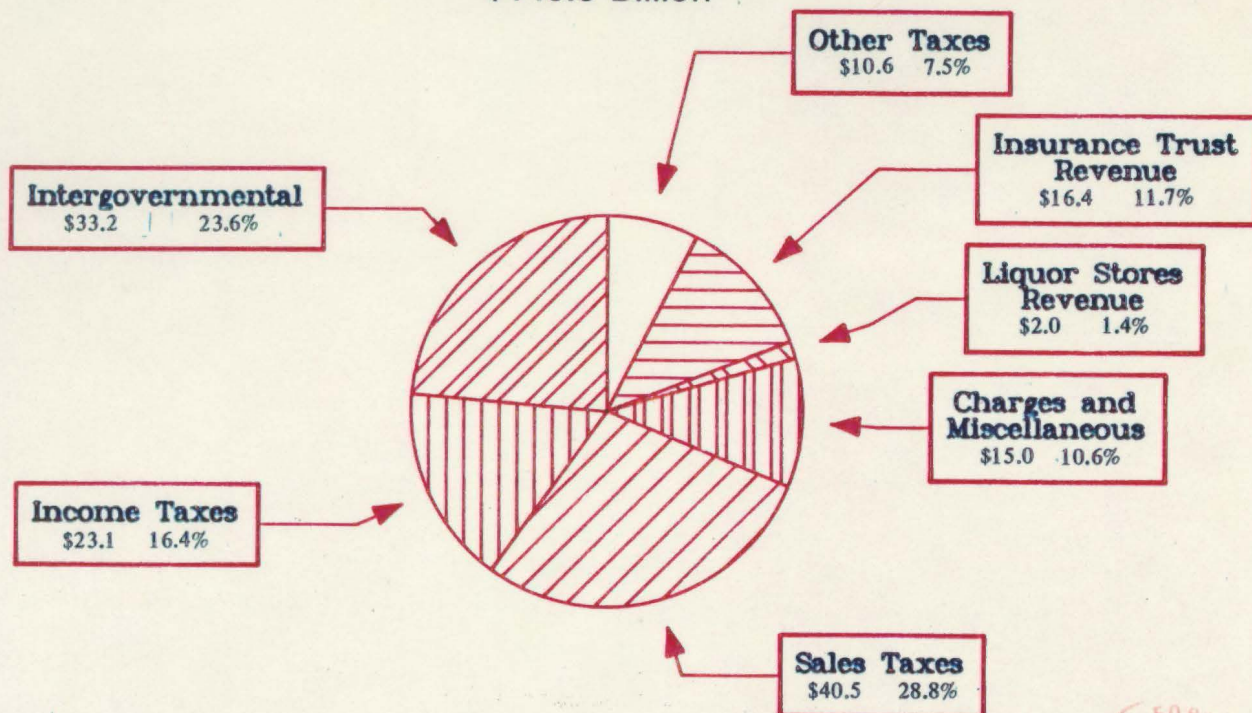 Other Taxes
$10.6 7.5%
Insurance Trust
Revenue
$16.4 11.7%
Intergovernmental
$33.2 23.6%
Liquor Stores
Revenue
$2.0 1.4%
Charges and
Miscellaneous
$15.0 10.6%
Income Taxes
$23.1 16.4%
Sales Taxes
$40.5 28.8%